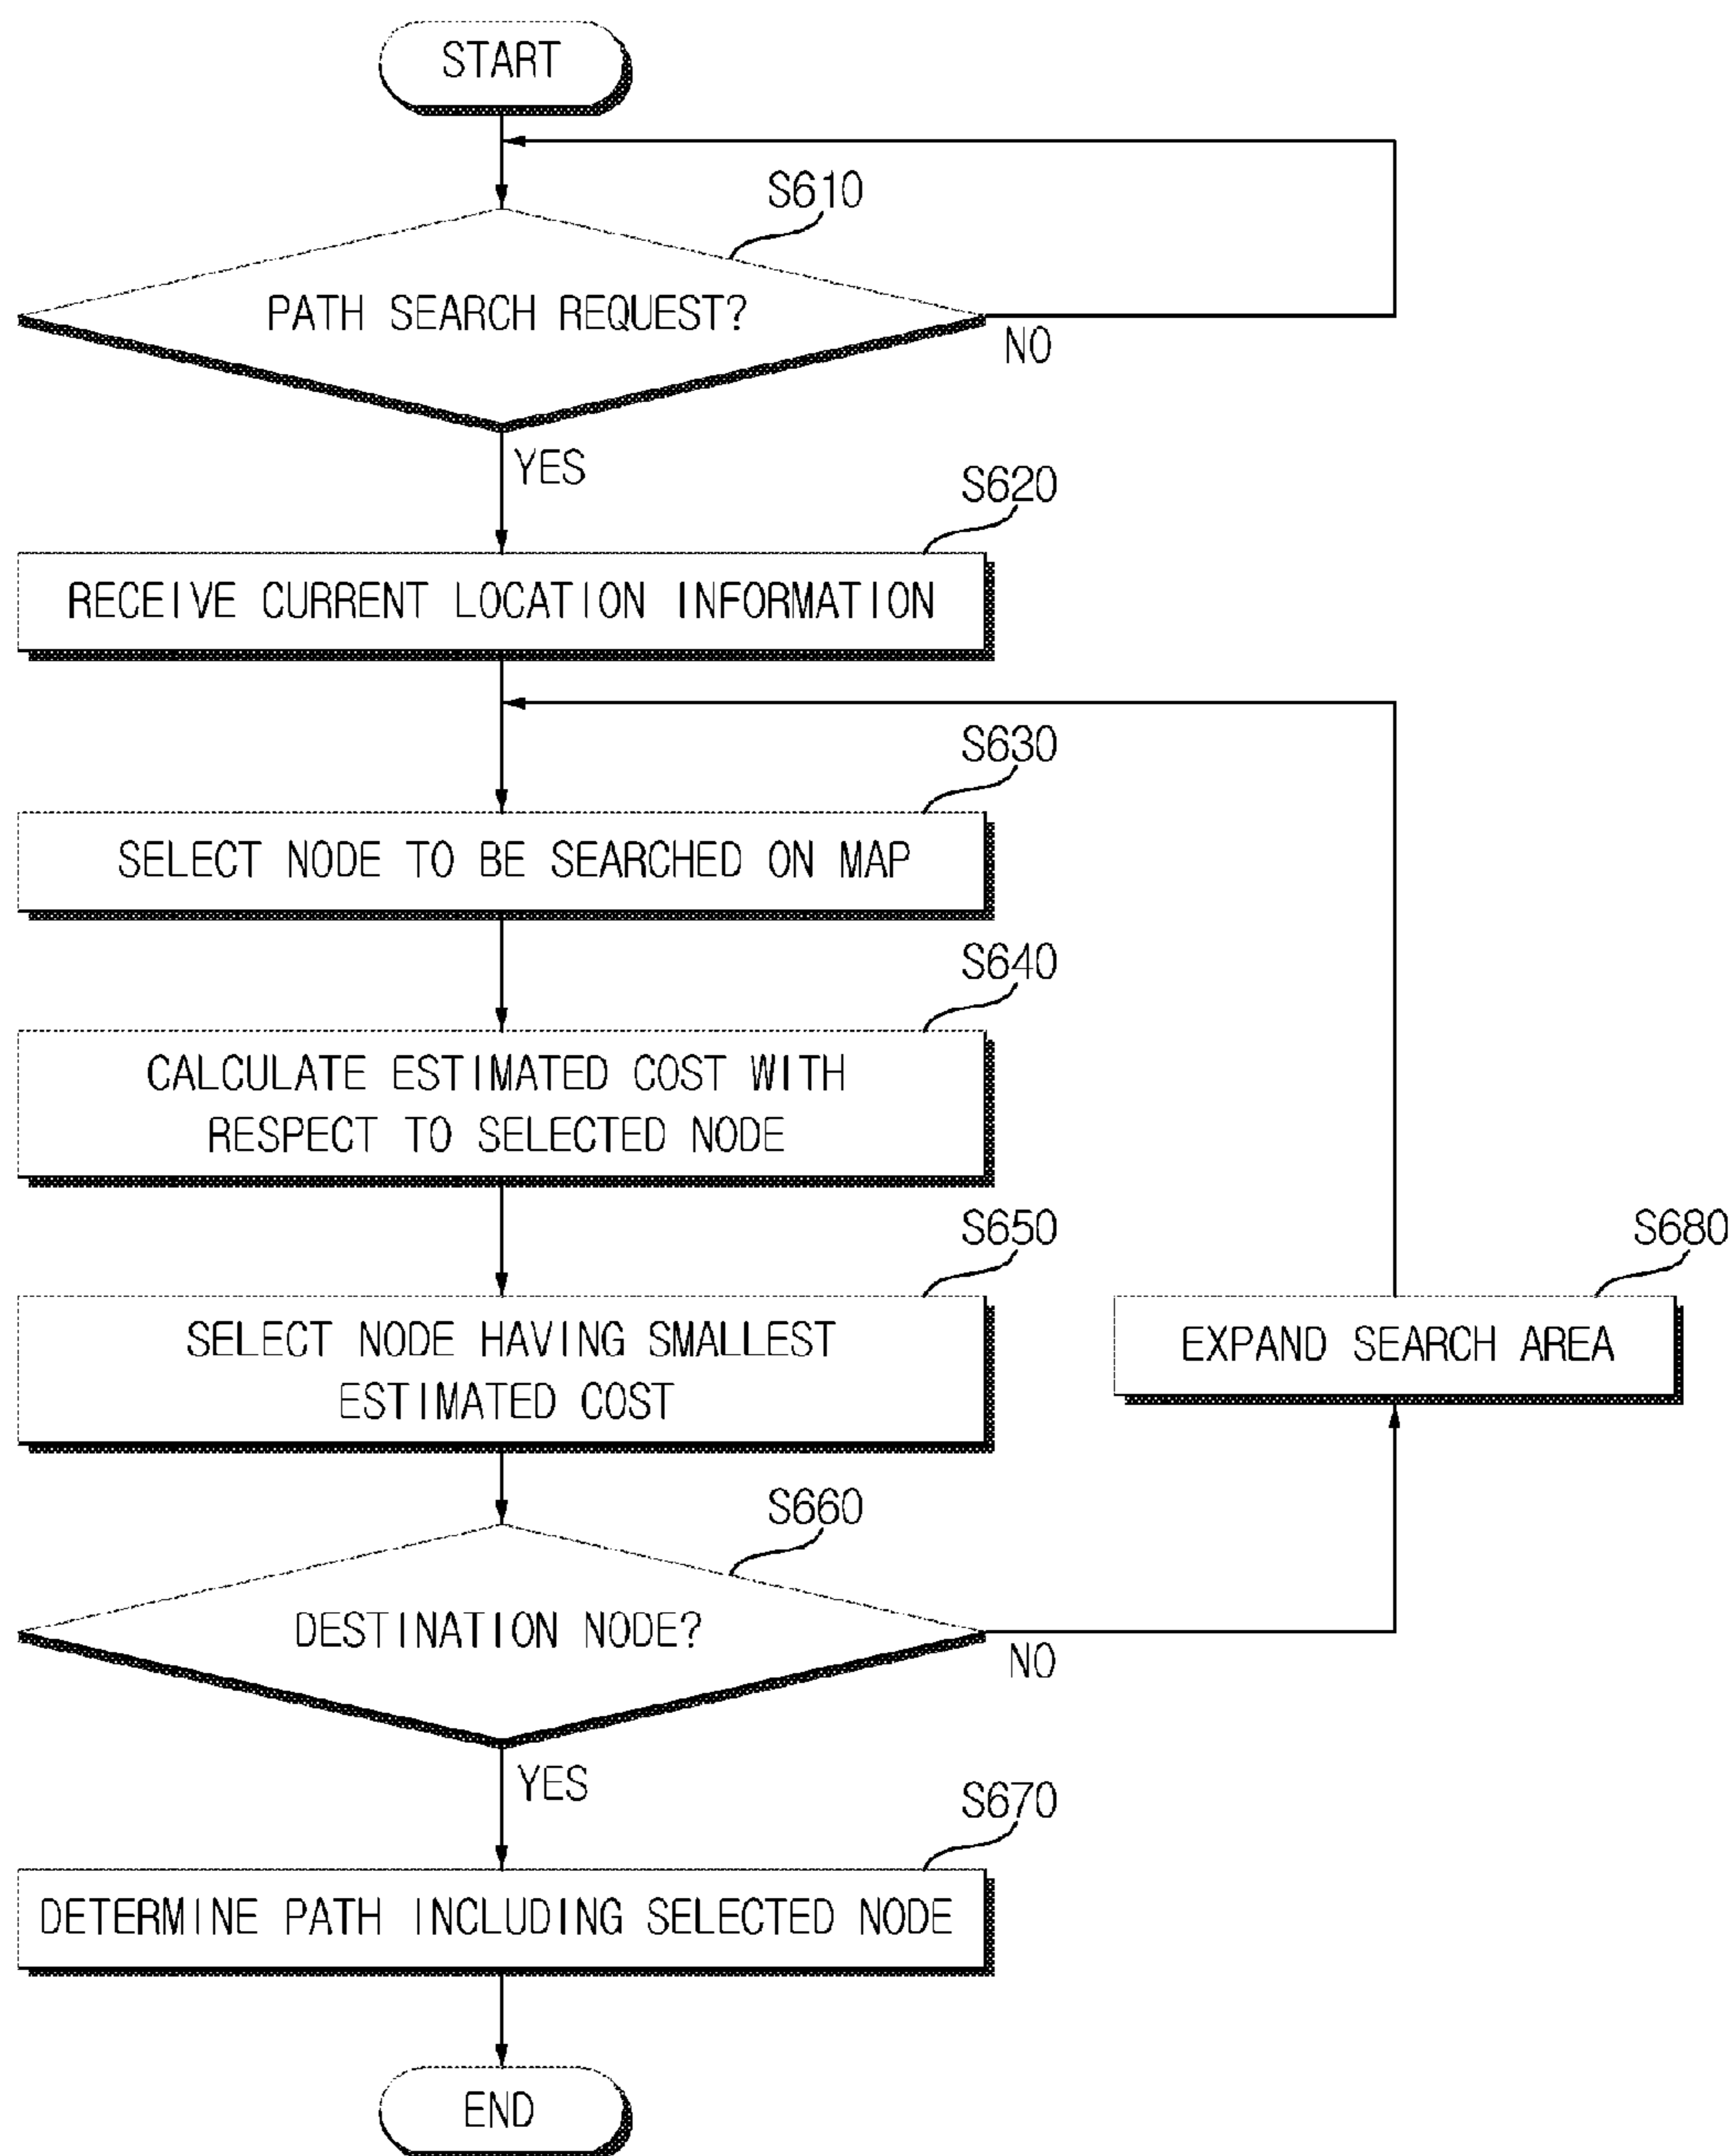 START
S610
PATH SEARCH REQUEST?
NO
YES
S620
RECEIVE CURRENT LOCATION INFORMATION
S630
SELECT NODE TO BE SEARCHED ON MAP
S640
CALCULATE ESTIMATED COST WITH
RESPECT TO SELECTED NODE
S650
SELECT NODE HAVING SMALLEST
ESTIMATED COST
S680
EXPAND SEARCH AREA
S660
DESTINATION NODE?
NO
YES
S670
DETERMINE PATH INCLUDING SELECTED NODE
END